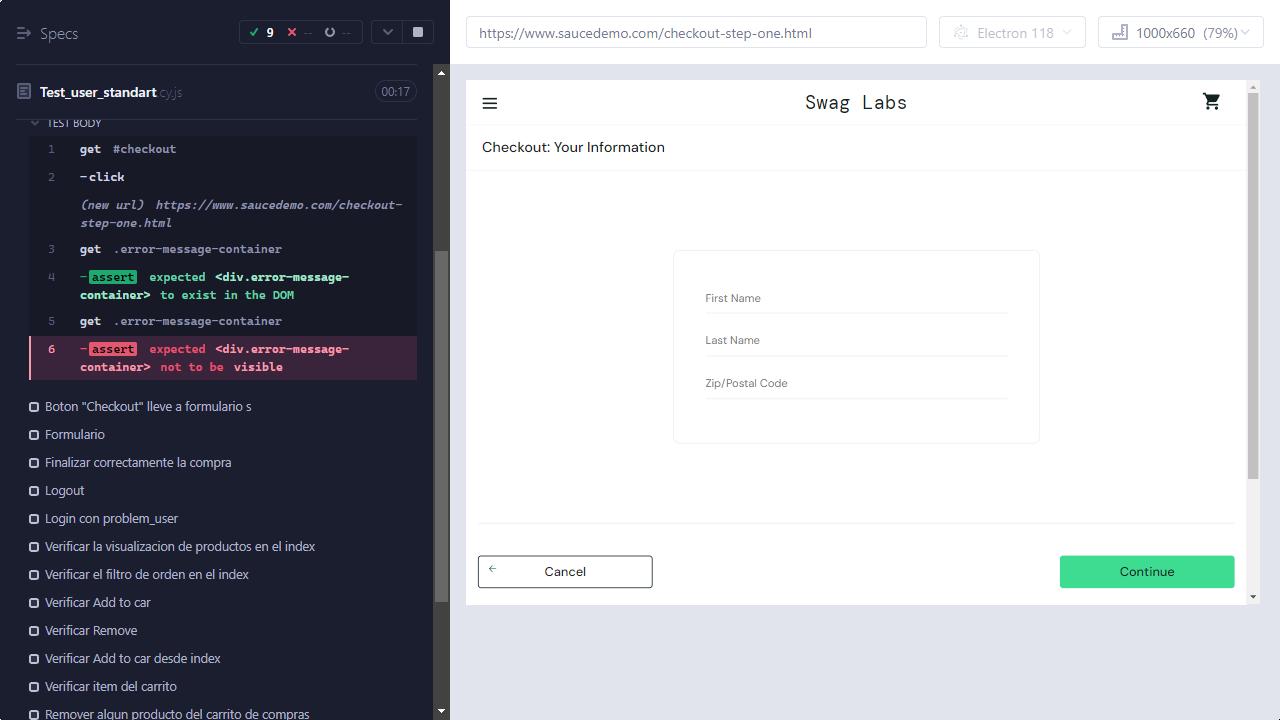 Specs
9
--
--
Test_user_standart cy.js
00:17
TEST BODY
1 get #checkout
2 -click
(new url) https://www.saucedemo.com/checkout-
step-one.html
3 get .error-message-container
4 -assert expected <div.error-message-
container> to exist in the DOM
5 get .error-message-container
6 -assert expected <div.error-message-
container> not to be visible
Boton "Checkout" lleve a formulario s
Formulario
Finalizar correctamente la compra
Logout
Login con problem_user
Verificar la visualizacion de productos en el index
Verificar el filtro de orden en el index
Verificar Add to car
Verificar Remove
Verificar Add to car desde index
Verificar item del carrito
Remover algun producto del carrito de compras
https://www.saucedemo.com/checkout-step-one.html
Electron 118
1000x660 (79%)
Swag Labs
Checkout: Your Information
First Name
Last Name
Zip/Postal Code
Cancel
Continue